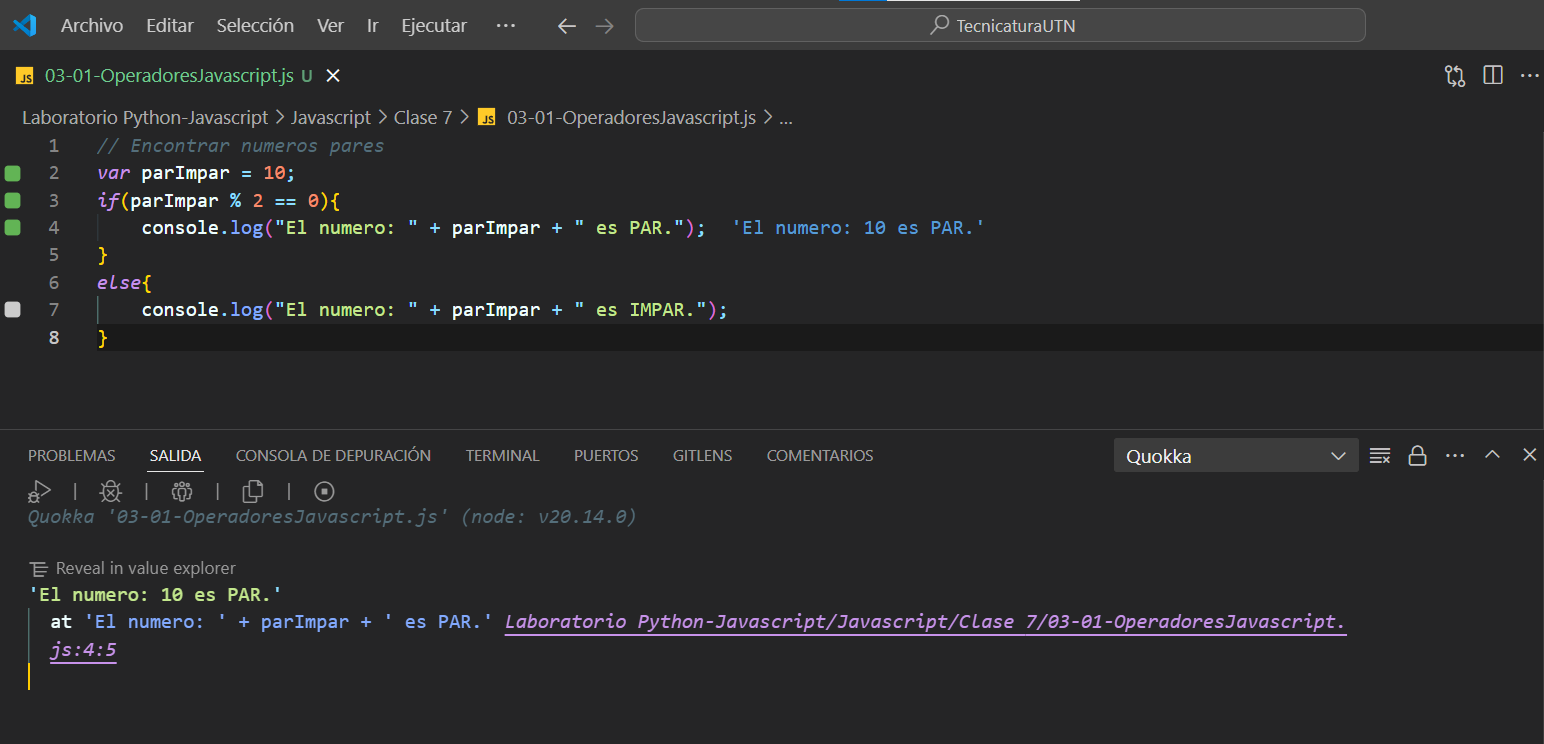 Archivo Editar Selección Ver Ir Ejecutar ··· TecnicaturaUTN
JS 03-01-OperadoresJavascript.js U
Laboratorio Python-Javascript > Javascript > Clase 7 > JS 03-01-OperadoresJavascript.js > ...
1 // Encontrar numeros pares
2 var parImpar = 10;
3 if(parImpar % 2 == 0){
4 console.log("El numero: " + parImpar + " es PAR."); 'El numero: 10 es PAR.'
5 }
6 else{
7 console.log("El numero: " + parImpar + " es IMPAR.");
8 }
PROBLEMAS SALIDA CONSOLA DE DEPURACIÓN TERMINAL PUERTOS GITLENS COMENTARIOS Quokka
Quokka '03-01-OperadoresJavascript.js' (node: v20.14.0)
Reveal in value explorer
'El numero: 10 es PAR.'
at 'El numero: ' + parImpar + ' es PAR.' Laboratorio Python-Javascript/Javascript/Clase 7/03-01-OperadoresJavascript.
js:4:5